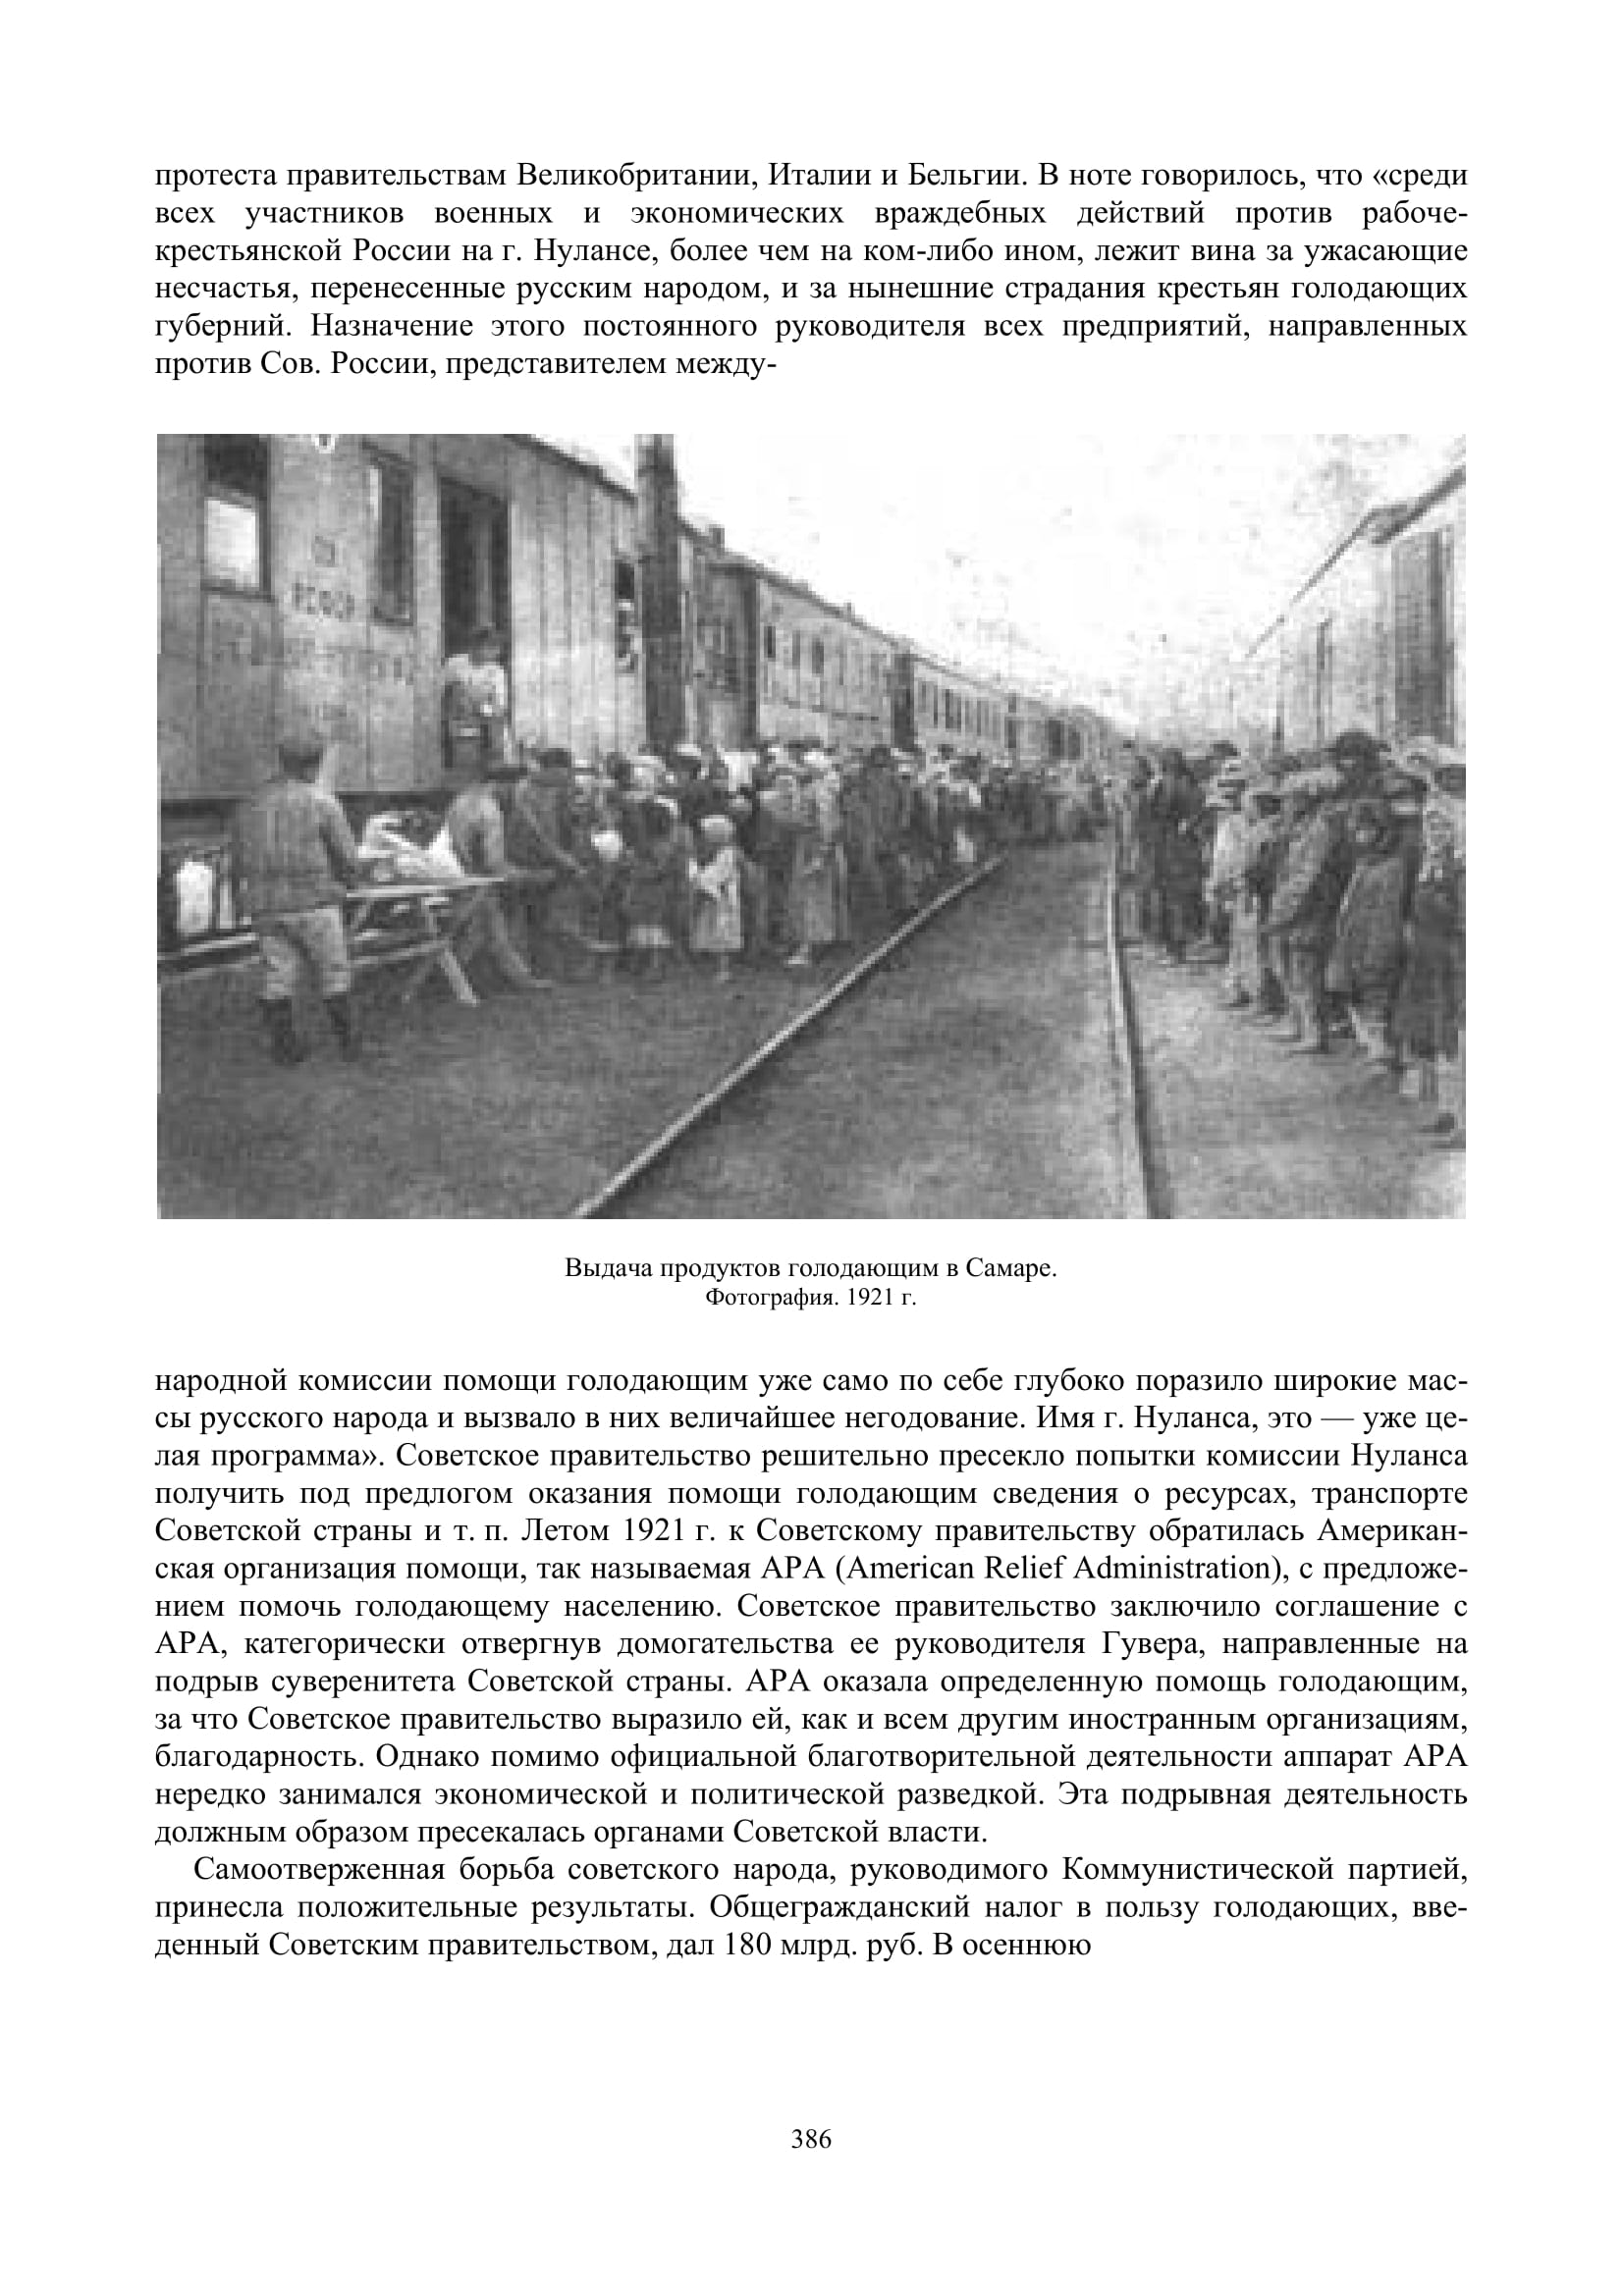 протеста правительствам Великобритании, Италии и Бельгии. В ноте говорилось, что «среди
всех участников военных и экономических враждебных действий против рабоче-
крестьянской России на г. Нулансе, более чем на ком-либо ином, лежит вина за ужасающие
несчастья, перенесенные русским народом, и за нынешние страдания крестьян голодающих
губерний. Назначение этого постоянного руководителя всех предприятий, направленных
против Сов. России, представителем между-
Выдача продуктов голодающим в Самаре.
Фотография. 1921 г.
народной комиссии помощи голодающим уже само по себе глубоко поразило широкие мас-
сы русского народа и вызвало в них величайшее негодование. Имя г. Нуланса, это — уже це-
лая программа». Советское правительство решительно пресекло попытки комиссии Нуланса
получить под предлогом оказания помощи голодающим сведения о ресурсах, транспорте
Советской страны и т. п. Летом 1921 г. к Советскому правительству обратилась Американ-
ская организация помощи, так называемая АРА (American Relief Administration), с предложе-
нием помочь голодающему населению. Советское правительство заключило соглашение с
АРА, категорически отвергнув домогательства ее руководителя Гувера, направленные на
подрыв суверенитета Советской страны. АРА оказала определенную помощь голодающим,
за что Советское правительство выразило ей, как и всем другим иностранным организациям,
благодарность. Однако помимо официальной благотворительной деятельности аппарат АРА
нередко занимался экономической и политической разведкой. Эта подрывная деятельность
должным образом пресекалась органами Советской власти.
Самоотверженная борьба советского народа, руководимого Коммунистической партией,
принесла положительные результаты. Общегражданский налог в пользу голодающих, вве-
денный Советским правительством, дал 180 млрд. руб. В осеннюю
386